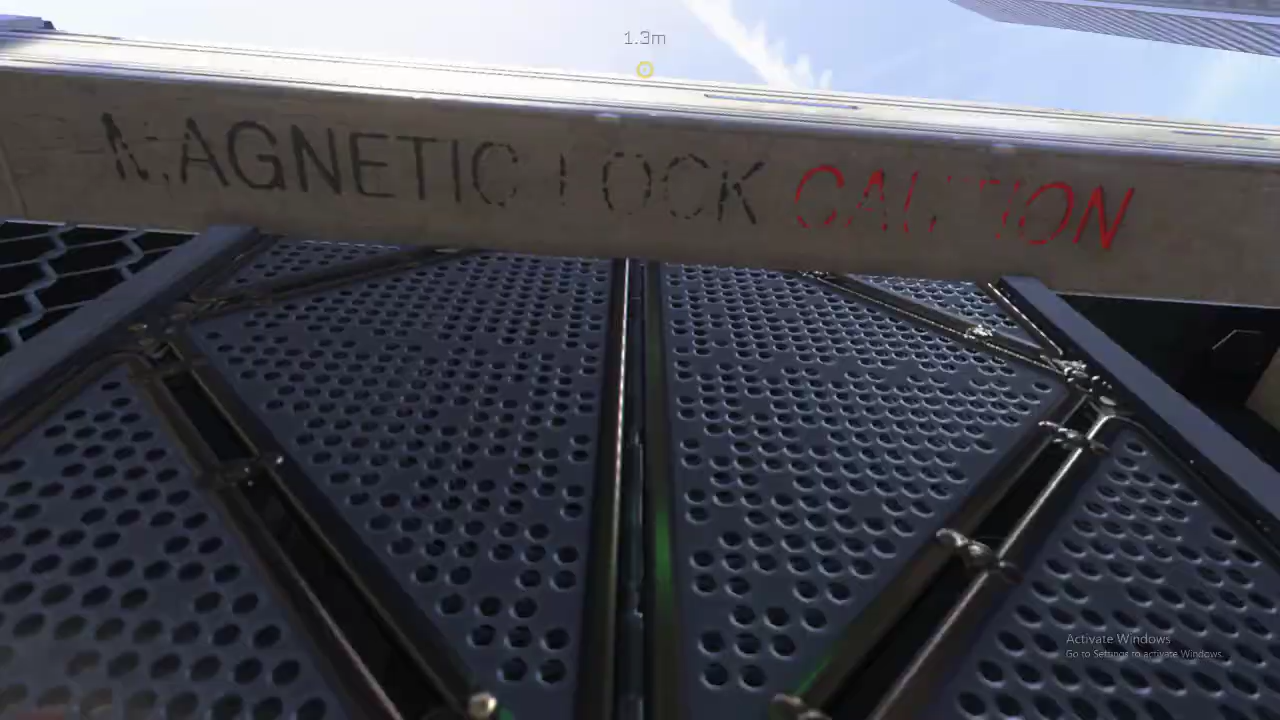 1.3m
MAGNETIC LOCK CAUTION
Activate Windows
Go to Settings to activate Windows.